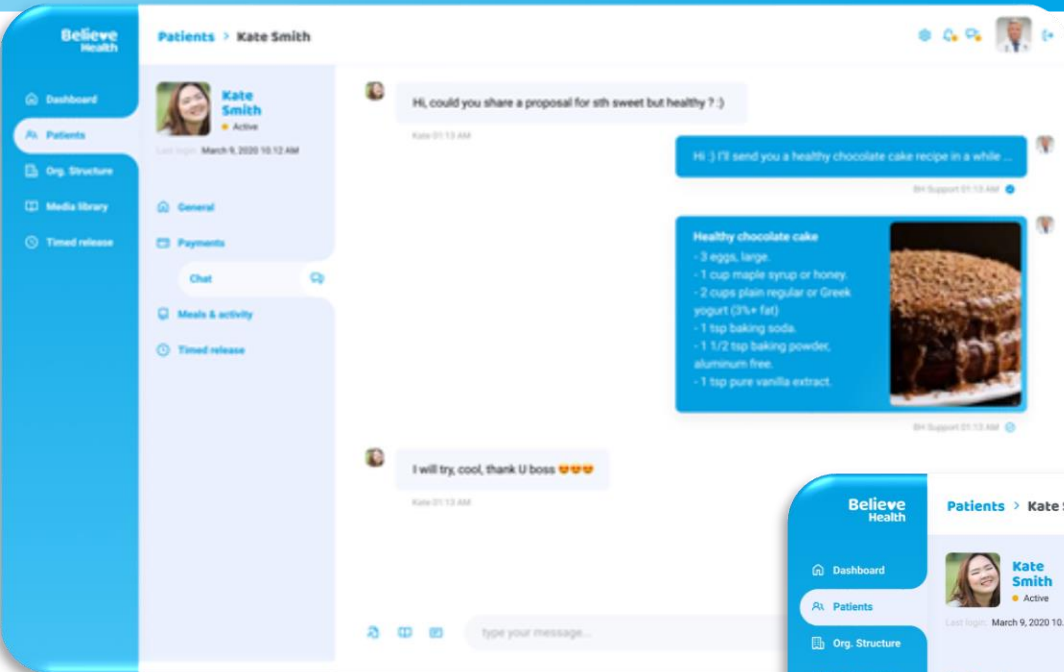 Believe
Health
Patients > Kate Smith
Dashboard
Patients
Org. Structure
Media library
Timed release
Kate
Smith
Active
Last login: March 9, 2020 10.12 AM
General
Payments
Chat
Meals & activity
Timed release
Hi, could you share a proposal for sth sweet but healthy ? :)
Kate 01:13 AM
Hi :) I'll send you a healthy chocolate cake recipe in a while ...
BH Support 01:13 AM
Healthy chocolate cake
- 3 eggs, large.
- 1 cup maple syrup or honey.
- 2 cups plain regular or Greek
yogurt (3%+ fat)
- 1 tsp baking soda.
- 1 1/2 tsp baking powder,
aluminum free.
- 1 tsp pure vanilla extract.
BH Support 01:13 AM
I will try, cool, thank U boss 😍😍😍
Kate 01:13 AM
type your message...
Believe
Health
Patients > Kate S
Dashboard
Patients
Org. Structure
Kate
Smith
Active
Last login: March 9, 2020 10.